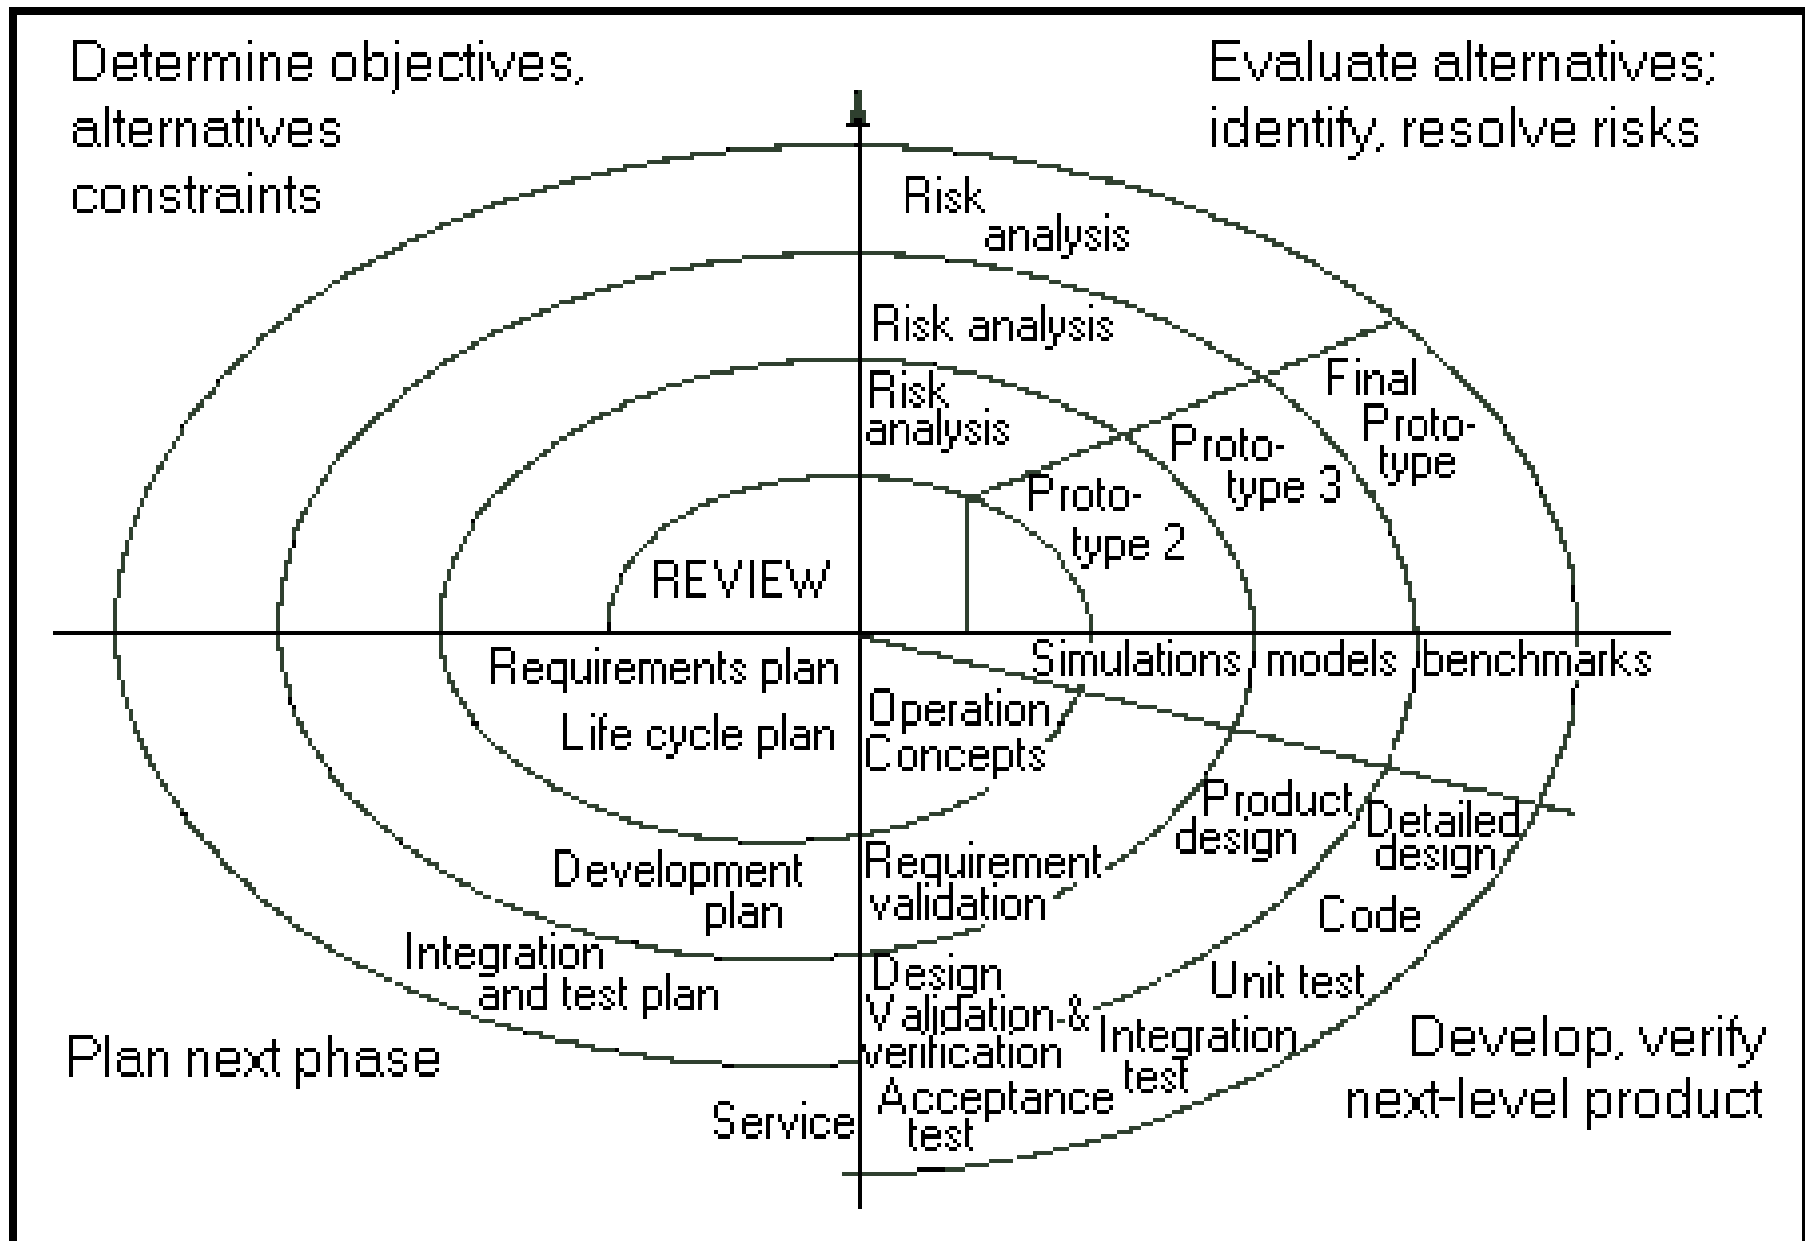 Determine objectives,
alternatives
constraints
Evaluate alternatives;
identify, resolve risks
Risk
analysis
Risk analysis
Risk
analysis
Final
Proto-
type
Proto-
type 3
Proto-
type 2
REVIEW
Requirements plan
Life cycle plan
Simulations models benchmarks
Operation
Concepts
Product
design
Detailed
design
Development
plan
Requirement
validation
Code
Integration
and test plan
Design
Validation-&
verification
Unit test
Integration
test
Acceptance
test
Service
Plan next phase
Develop, verify
next-level product